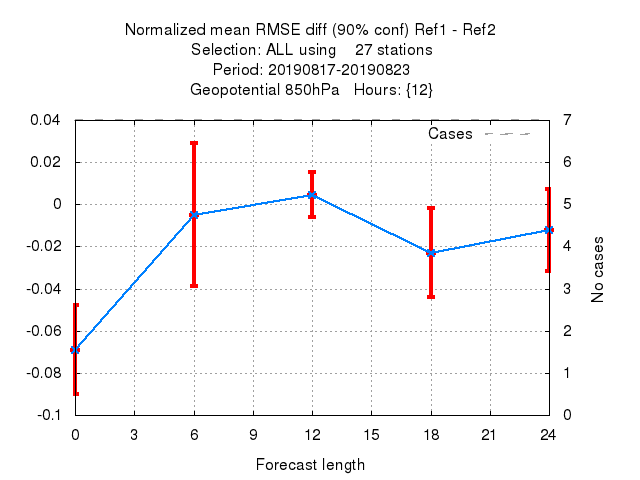 Normalized mean RMSE diff (90% conf) Ref1 - Ref2
Selection: ALL using    27 stations
Period: 20190817-20190823
Geopotential 850hPa   Hours: {12}
Cases
0.04
0.02
0
-0.02
-0.04
-0.06
-0.08
-0.1
7
6
5
4
3
2
1
0
No cases
0 3 6 9 12 15 18 21 24
Forecast length